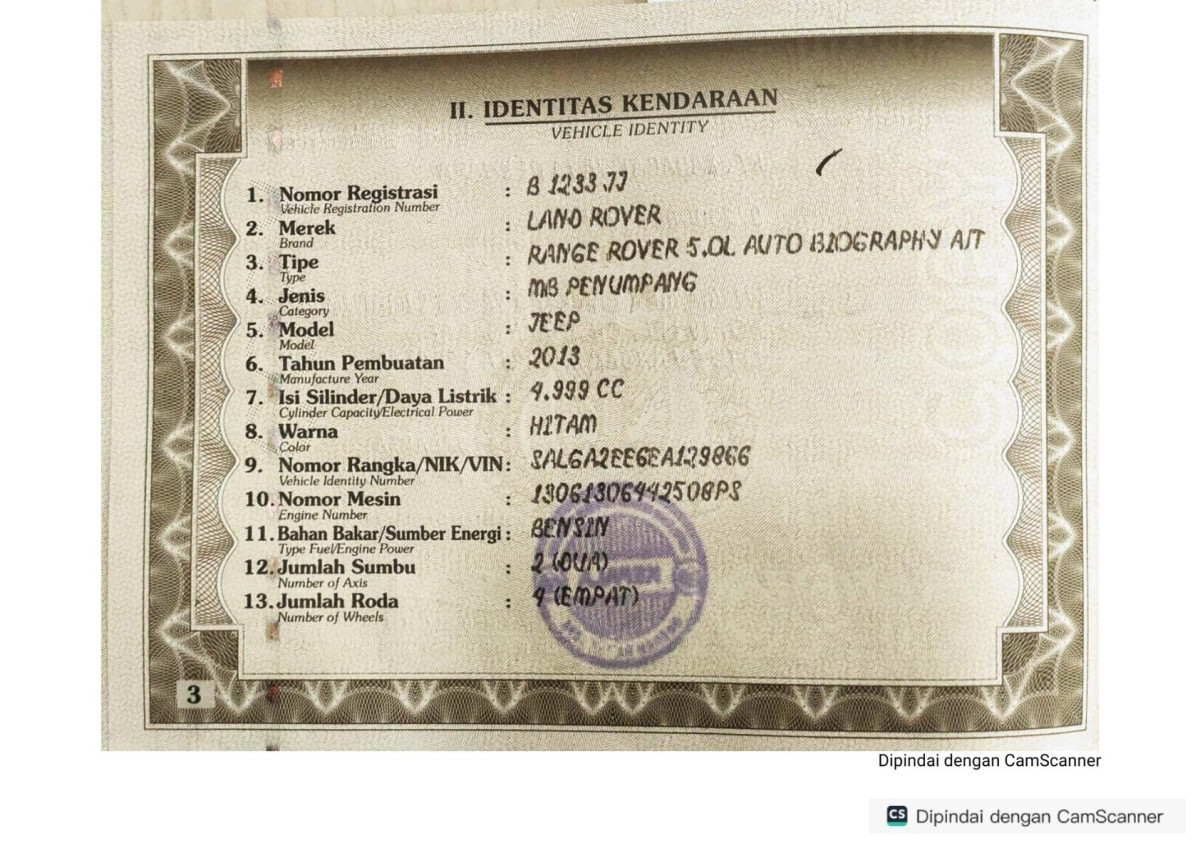 II. IDENTITAS KENDARAAN
VEHICLE IDENTITY
1. Nomor Registrasi : B 1233 JJ
Vehicle Registration Number
2. Merek : LAND ROVER
Brand
3. Tipe : RANGE ROVER 5.0L AUTO BIOGRAPHY A/T
Type
4. Jenis : MB PENUMPANG
Category
5. Model : JEEP
Model
6. Tahun Pembuatan : 2013
Manufacture Year
7. Isi Silinder/Daya Listrik : 4.999 CC
Cylinder Capacity/Electrical Power
8. Warna : HITAM
Color
9. Nomor Rangka/NIK/VIN : SALGA2EE6EA129866
Vehicle Identity Number
10. Nomor Mesin : 13061306442508PS
Engine Number
11. Bahan Bakar/Sumber Energi : BENSIN
Type Fuel/Engine Power
12. Jumlah Sumbu : 2 (DUA)
Number of Axis
13. Jumlah Roda : 4 (EMPAT)
Number of Wheels
3
Dipindai dengan CamScanner
CS Dipindai dengan CamScanner